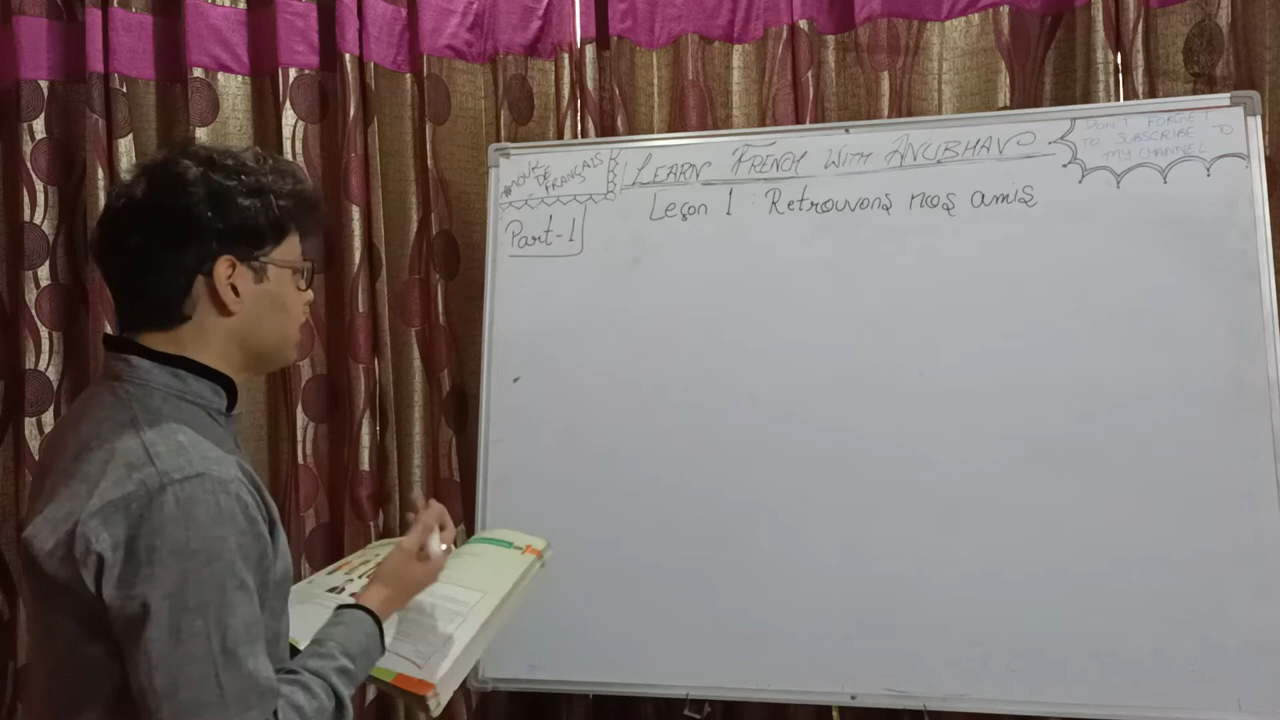 AMOUR
DE
FRANÇAIS
LEARN FRENCH WITH ANUBHAV
DON'T FORGET
TO SUBSCRIBE TO
MY CHANNEL
Leçon 1 : Retrouvons nos amis
Part-1